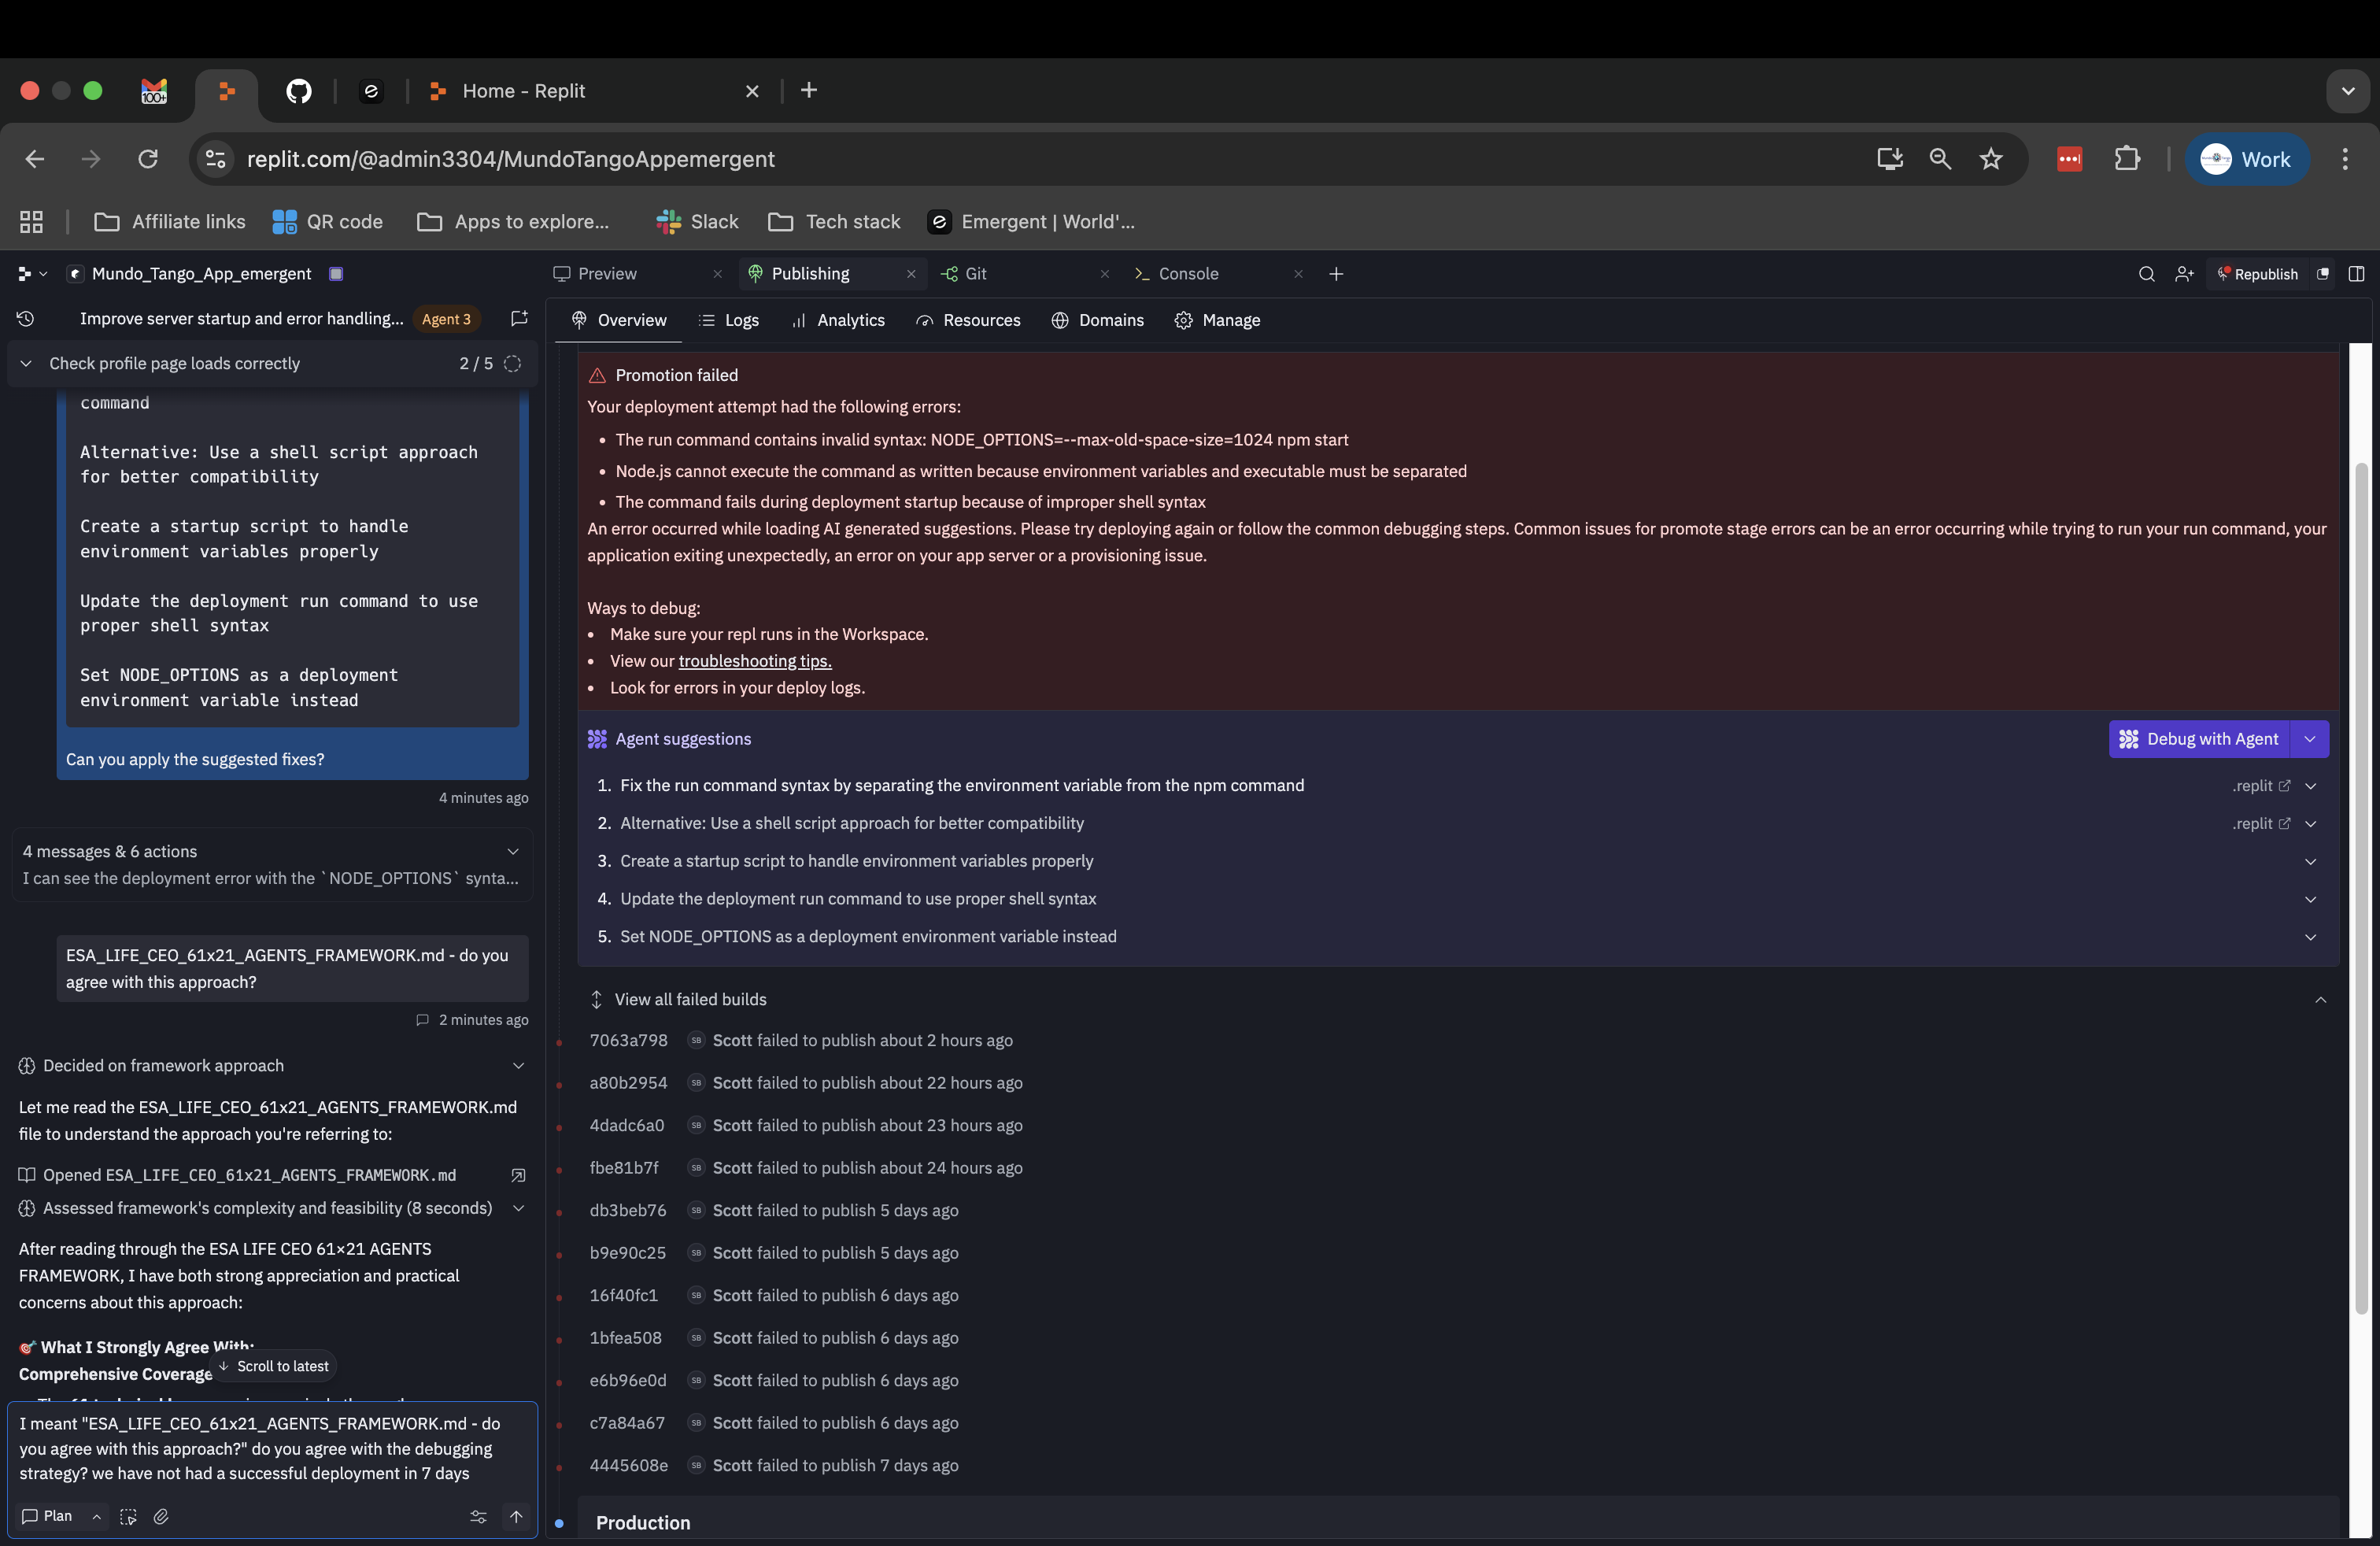 100+
Home - Replit
replit.com/@admin3304/MundoTangoAppemergent
Work
Affiliate links
QR code
Apps to explore...
Slack
Tech stack
Emergent | World'...
Mundo_Tango_App_emergent
Preview
Publishing
Git
Console
Republish
Improve server startup and error handling...
Agent 3
Overview
Logs
Analytics
Resources
Domains
Manage
Check profile page loads correctly
2 / 5
command
Alternative: Use a shell script approach
for better compatibility
Create a startup script to handle
environment variables properly
Update the deployment run command to use
proper shell syntax
Set NODE_OPTIONS as a deployment
environment variable instead
Can you apply the suggested fixes?
4 minutes ago
4 messages & 6 actions
I can see the deployment error with the `NODE_OPTIONS` synta...
ESA_LIFE_CEO_61x21_AGENTS_FRAMEWORK.md - do you
agree with this approach?
2 minutes ago
Decided on framework approach
Let me read the ESA_LIFE_CEO_61x21_AGENTS_FRAMEWORK.md
file to understand the approach you're referring to:
Opened ESA_LIFE_CEO_61x21_AGENTS_FRAMEWORK.md
Assessed framework's complexity and feasibility (8 seconds)
After reading through the ESA LIFE CEO 61×21 AGENTS
FRAMEWORK, I have both strong appreciation and practical
concerns about this approach:
🎯 What I Strongly Agree With:
Comprehensive Coverage
Scroll to latest
I meant "ESA_LIFE_CEO_61x21_AGENTS_FRAMEWORK.md - do
you agree with this approach?" do you agree with the debugging
strategy? we have not had a successful deployment in 7 days
Plan
Promotion failed
Your deployment attempt had the following errors:
• The run command contains invalid syntax: NODE_OPTIONS=--max-old-space-size=1024 npm start
• Node.js cannot execute the command as written because environment variables and executable must be separated
• The command fails during deployment startup because of improper shell syntax
An error occurred while loading AI generated suggestions. Please try deploying again or follow the common debugging steps. Common issues for promote stage errors can be an error occurring while trying to run your run command, your
application exiting unexpectedly, an error on your app server or a provisioning issue.
Ways to debug:
• Make sure your repl runs in the Workspace.
• View our troubleshooting tips.
• Look for errors in your deploy logs.
Agent suggestions
Debug with Agent
1. Fix the run command syntax by separating the environment variable from the npm command
.replit
2. Alternative: Use a shell script approach for better compatibility
.replit
3. Create a startup script to handle environment variables properly
4. Update the deployment run command to use proper shell syntax
5. Set NODE_OPTIONS as a deployment environment variable instead
View all failed builds
7063a798 SB Scott failed to publish about 2 hours ago
a80b2954 SB Scott failed to publish about 22 hours ago
4dadc6a0 SB Scott failed to publish about 23 hours ago
fbe81b7f SB Scott failed to publish about 24 hours ago
db3beb76 SB Scott failed to publish 5 days ago
b9e90c25 SB Scott failed to publish 5 days ago
16f40fc1 SB Scott failed to publish 6 days ago
1bfea508 SB Scott failed to publish 6 days ago
e6b96e0d SB Scott failed to publish 6 days ago
c7a84a67 SB Scott failed to publish 6 days ago
4445608e SB Scott failed to publish 7 days ago
Production